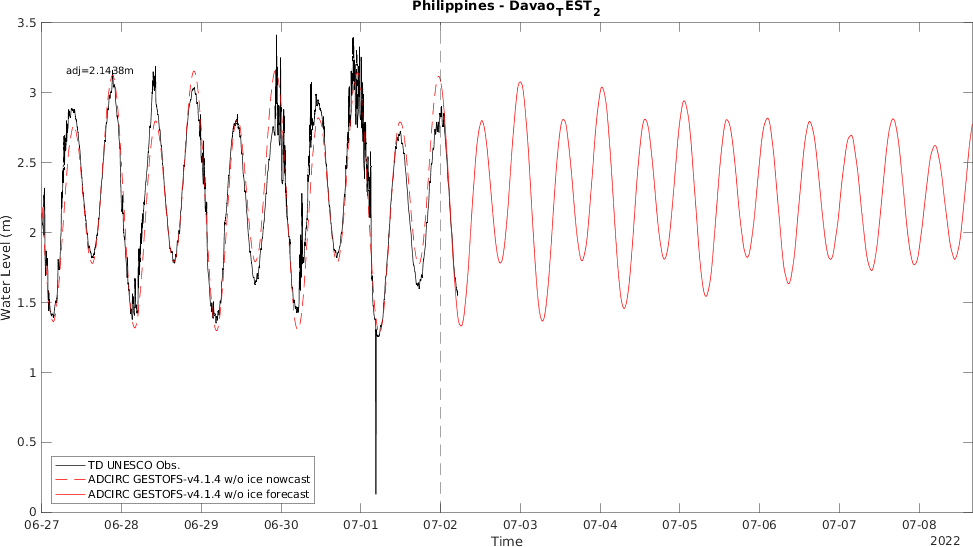 Philippines - Davao_TEST_2
adj=2.1438m
3.5
3
2.5
2
1.5
1
0.5
0
Water Level (m)
TD UNESCO Obs.
ADCIRC GESTOFS-v4.1.4 w/o ice nowcast
ADCIRC GESTOFS-v4.1.4 w/o ice forecast
06-27 06-28 06-29 06-30 07-01 07-02 07-03 07-04 07-05 07-06 07-07 07-08
Time
2022